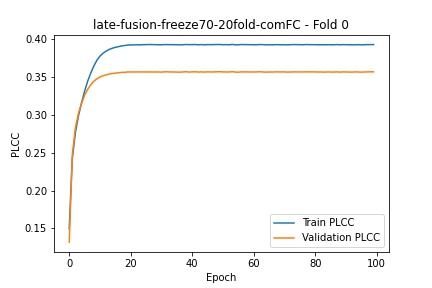 late-fusion-freeze70-20fold-comFC - Fold 0
0.40
0.35
0.30
0.25
0.20
0.15
PLCC
Train PLCC
Validation PLCC
0 20 40 60 80 100
Epoch